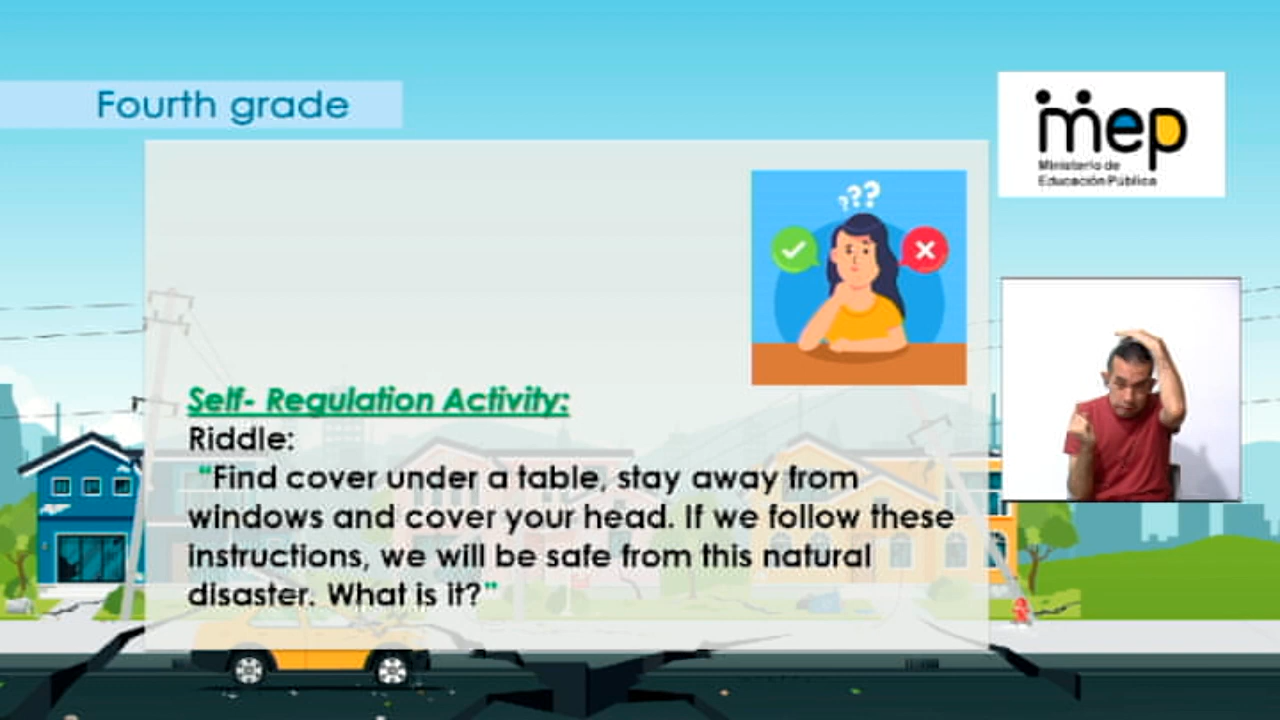 Fourth grade
mep
Ministerio de
Educación Pública
???
Self- Regulation Activity:
Riddle:
“Find cover under a table, stay away from
windows and cover your head. If we follow these
instructions, we will be safe from this natural
disaster. What is it?”